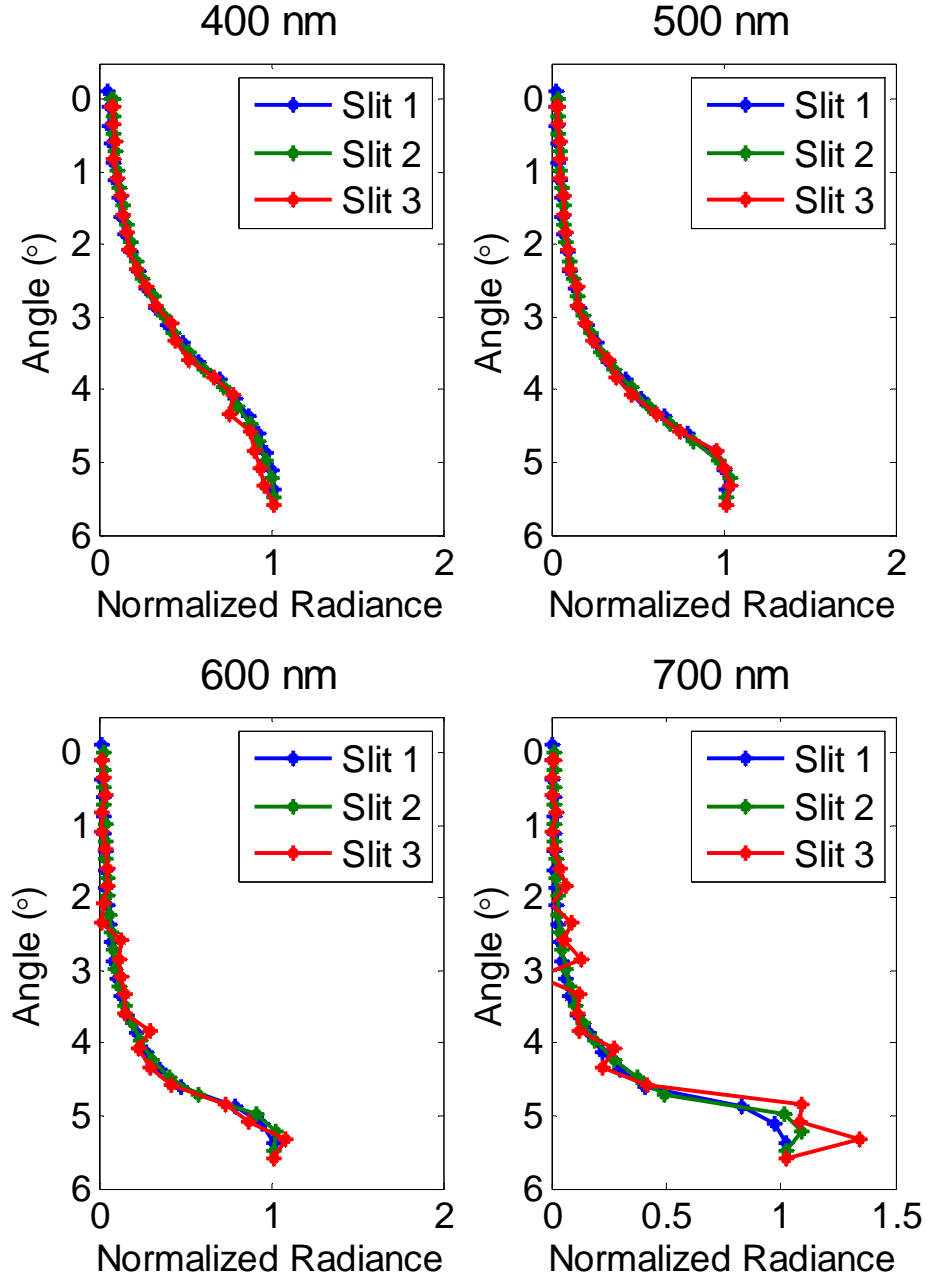 400 nm
0
1
2
3
4
5
6
Angle (°)
Slit 1
Slit 2
Slit 3
0 1 2
Normalized Radiance
500 nm
0
1
2
3
4
5
6
Angle (°)
Slit 1
Slit 2
Slit 3
0 1 2
Normalized Radiance
600 nm
0
1
2
3
4
5
6
Angle (°)
Slit 1
Slit 2
Slit 3
0 1 2
Normalized Radiance
700 nm
0
1
2
3
4
5
6
Angle (°)
Slit 1
Slit 2
Slit 3
0 0.5 1 1.5
Normalized Radiance